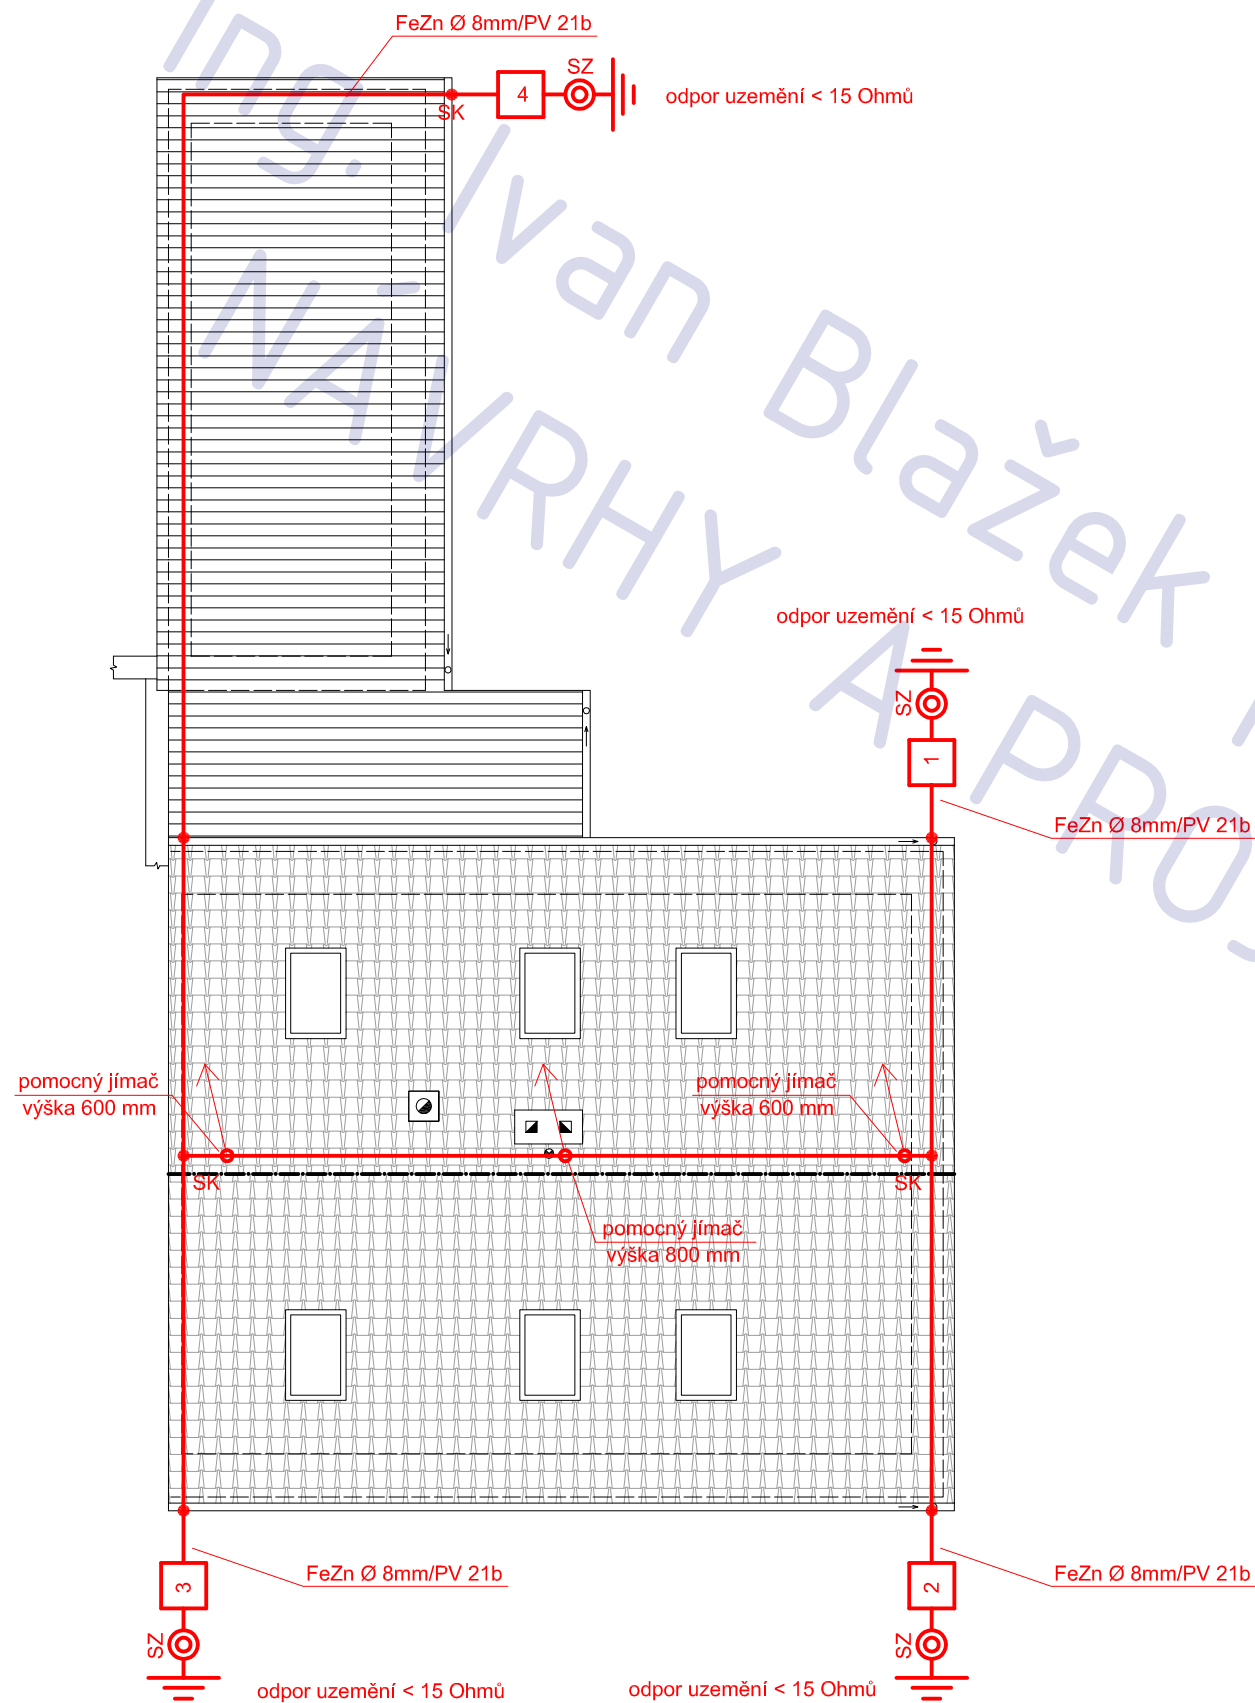 FeZn Ø 8mm/PV 21b
SZ
4
SK
odpor uzemění < 15 Ohmů
Ing. Ivan Blažek
NÁVRHY A PROJ
odpor uzemění < 15 Ohmů
SZ
1
FeZn Ø 8mm/PV 21b
pomocný jímač
výška 600 mm
pomocný jímač
výška 600 mm
SK
SK
pomocný jímač
výška 800 mm
FeZn Ø 8mm/PV 21b
FeZn Ø 8mm/PV 21b
3
2
SZ
SZ
odpor uzemění < 15 Ohmů
odpor uzemění < 15 Ohmů